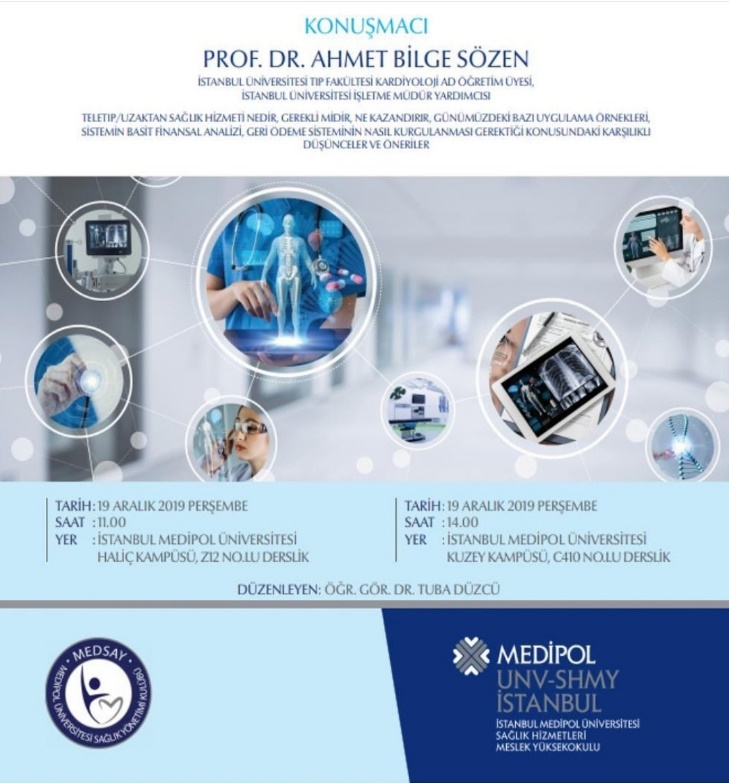 KONUŞMACI
PROF. DR. AHMET BİLGE SÖZEN
İSTANBUL ÜNİVERSİTESİ TIP FAKÜLTESİ KARDİYOLOJİ AD ÖĞRETİM ÜYESİ,
İSTANBUL ÜNİVERSİTESİ İŞLETME MÜDÜR YARDIMCISI
TELETIP/UZAKTAN SAĞLIK HİZMETİ NEDİR, GEREKLİ MİDİR, NE KAZANDIRIR, GÜNÜMÜZDEKİ BAZI UYGULAMA ÖRNEKLERİ,
SİSTEMİN BASİT FİNANSAL ANALİZİ, GERİ ÖDEME SİSTEMİNİN NASIL KURGULANMASI GEREKTİĞİ KONUSUNDAKİ KARŞILIKLI
DÜŞÜNCELER VE ÖNERİLER
TARİH: 19 ARALIK 2019 PERŞEMBE
SAAT : 11.00
YER : İSTANBUL MEDİPOL ÜNİVERSİTESİ
HALİÇ KAMPÜSÜ, Z12 NO.LU DERSLİK
TARİH: 19 ARALIK 2019 PERŞEMBE
SAAT : 14.00
YER : İSTANBUL MEDİPOL ÜNİVERSİTESİ
KUZEY KAMPÜSÜ, C410 NO.LU DERSLİK
DÜZENLEYEN: ÖĞR. GÖR. DR. TUBA DÜZCÜ
• MEDSAY •
MEDİPOL ÜNİVERSİTESİ SAĞLIK YÖNETİMİ KULÜBÜ
MEDİPOL
UNV-SHMY
İSTANBUL
İSTANBUL MEDİPOL ÜNİVERSİTESİ
SAĞLIK HİZMETLERİ
MESLEK YÜKSEKOKULU